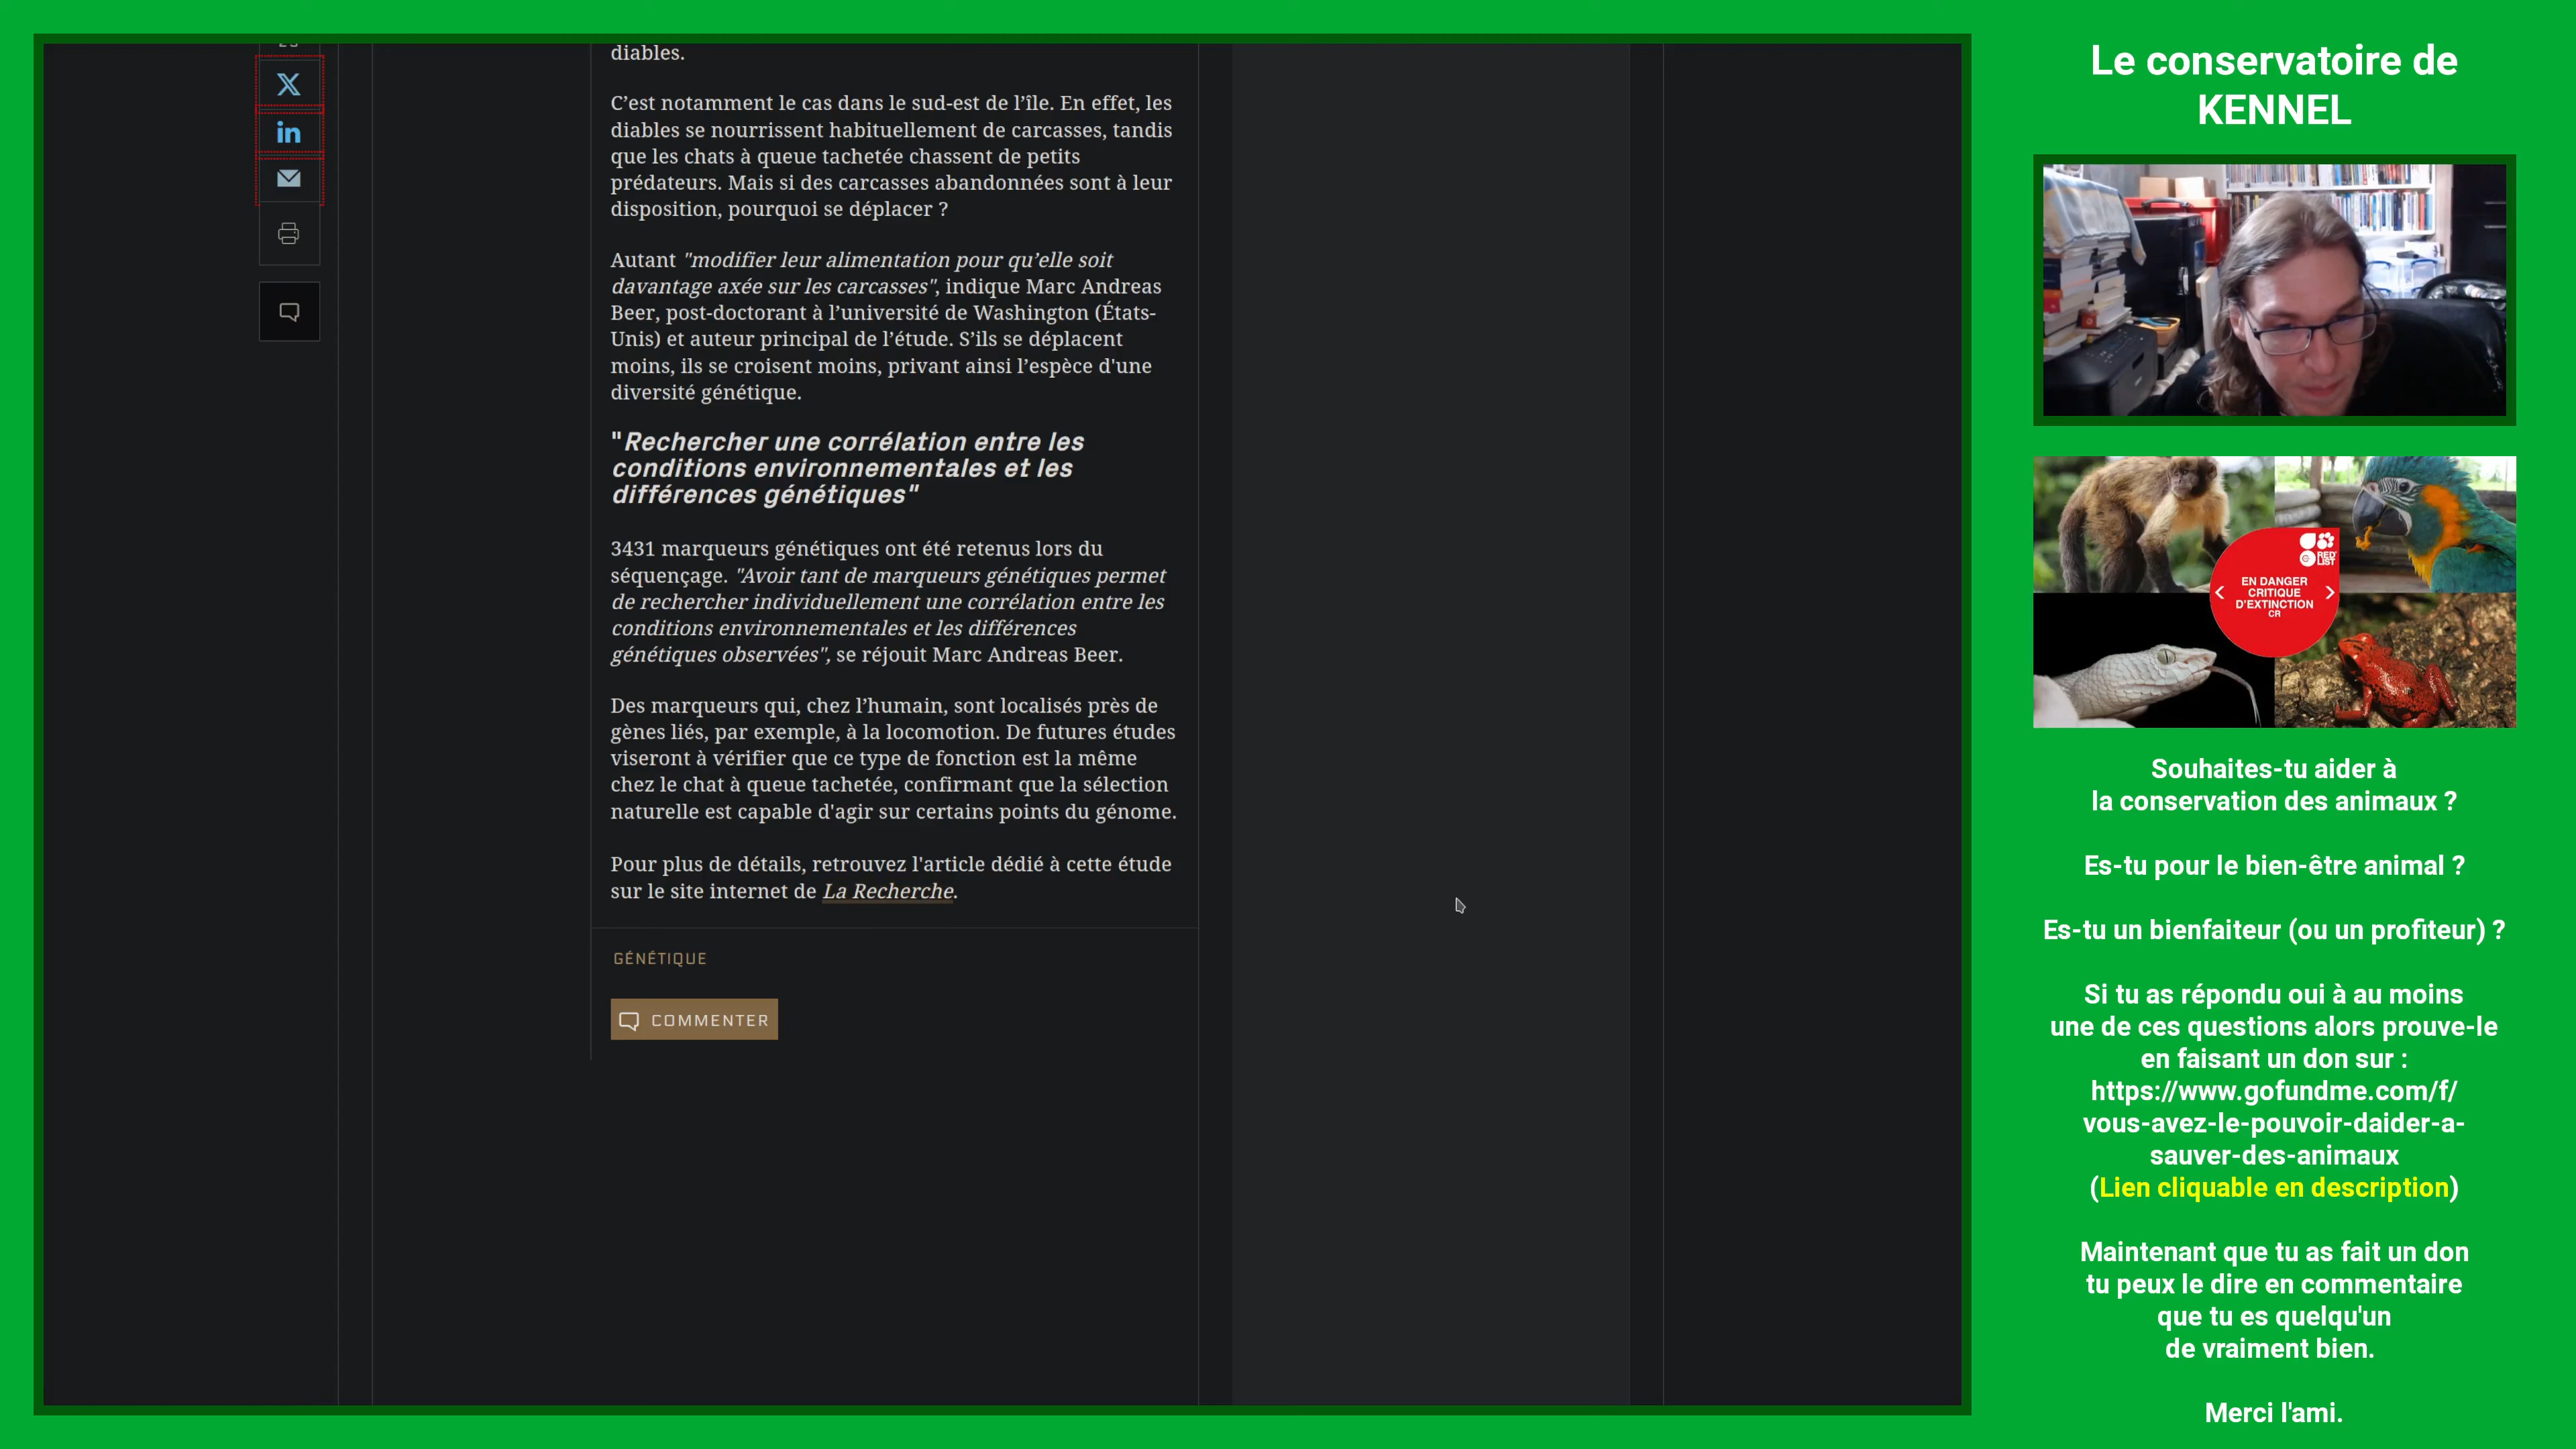 diables.
C’est notamment le cas dans le sud-est de l’île. En effet, les
diables se nourrissent habituellement de carcasses, tandis
que les chats à queue tachetée chassent de petits
prédateurs. Mais si des carcasses abandonnées sont à leur
disposition, pourquoi se déplacer ?
Autant "modifier leur alimentation pour qu’elle soit
davantage axée sur les carcasses", indique Marc Andreas
Beer, post-doctorant à l’université de Washington (États-
Unis) et auteur principal de l’étude. S’ils se déplacent
moins, ils se croisent moins, privant ainsi l’espèce d'une
diversité génétique.
"Rechercher une corrélation entre les
conditions environnementales et les
différences génétiques"
3431 marqueurs génétiques ont été retenus lors du
séquençage. "Avoir tant de marqueurs génétiques permet
de rechercher individuellement une corrélation entre les
conditions environnementales et les différences
génétiques observées", se réjouit Marc Andreas Beer.
Des marqueurs qui, chez l’humain, sont localisés près de
gènes liés, par exemple, à la locomotion. De futures études
viseront à vérifier que ce type de fonction est la même
chez le chat à queue tachetée, confirmant que la sélection
naturelle est capable d'agir sur certains points du génome.
Pour plus de détails, retrouvez l'article dédié à cette étude
sur le site internet de La Recherche.
GÉNÉTIQUE
COMMENTER
Le conservatoire de
KENNEL
RED
LIST
EN DANGER
CRITIQUE
D'EXTINCTION
CR
Souhaites-tu aider à
la conservation des animaux ?
Es-tu pour le bien-être animal ?
Es-tu un bienfaiteur (ou un profiteur) ?
Si tu as répondu oui à au moins
une de ces questions alors prouve-le
en faisant un don sur :
https://www.gofundme.com/f/
vous-avez-le-pouvoir-daider-a-
sauver-des-animaux
(Lien cliquable en description)
Maintenant que tu as fait un don
tu peux le dire en commentaire
que tu es quelqu'un
de vraiment bien.
Merci l'ami.